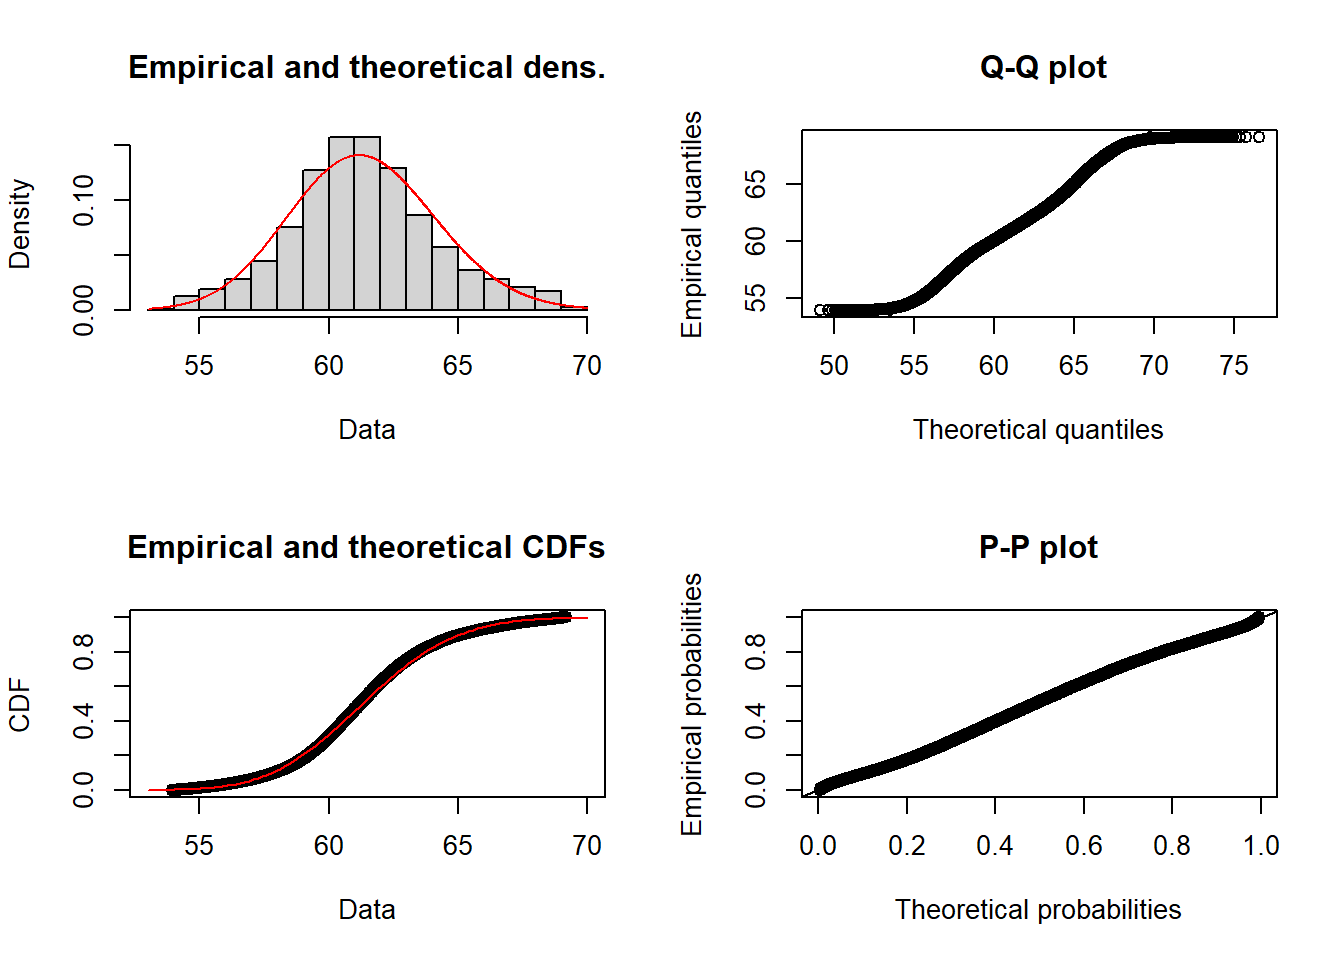 Empirical and theoretical dens.
Density
0.00 0.10
55 60 65 70
Data
Q-Q plot
Empirical quantiles
55 60 65
50 55 60 65 70 75
Theoretical quantiles
Empirical and theoretical CDFs
CDF
0.0 0.4 0.8
55 60 65 70
Data
P-P plot
Empirical probabilities
0.0 0.4 0.8
0.0 0.2 0.4 0.6 0.8 1.0
Theoretical probabilities